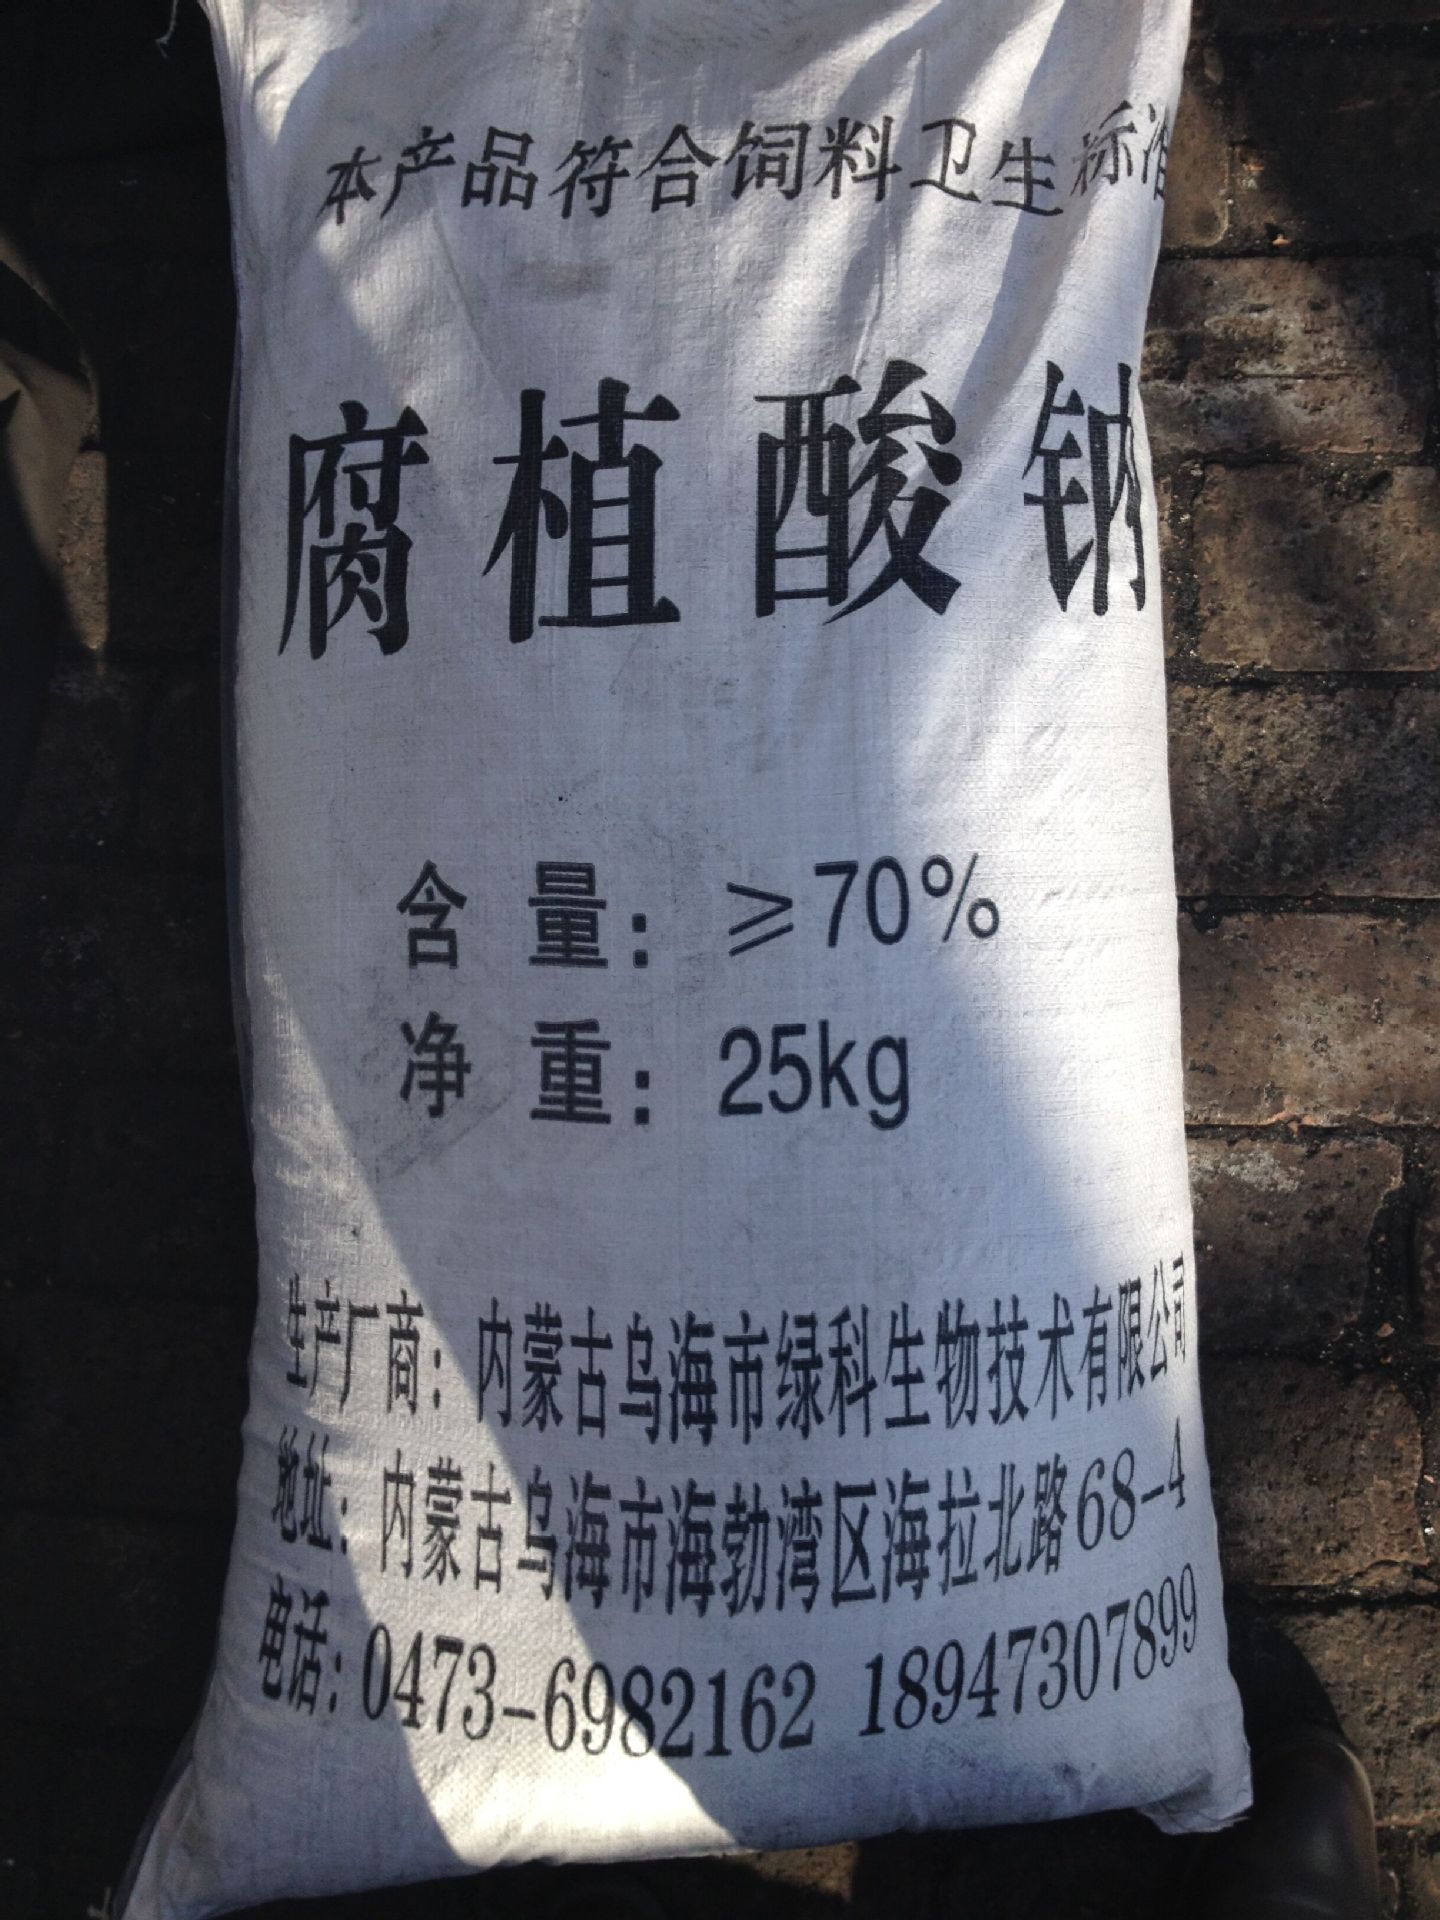 本产品符合饲料卫生标准
腐植酸钠
含量：≥70%
净重：25kg
生产厂商：内蒙古乌海市绿科生物技术有限公司
地址：内蒙古乌海市海勃湾区海拉北路68-4
电话：0473-6982162 18947307899